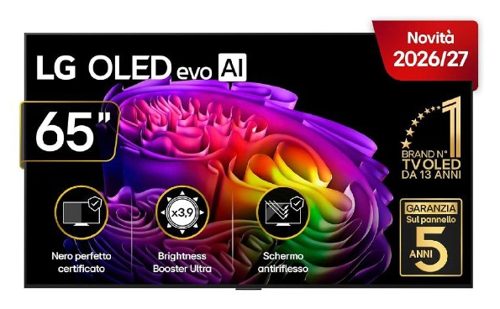 Novità
2026/27
LG OLED evo AI
65"
1
BRAND N°
TV OLED
DA 13 ANNI
x3,9
Nero perfetto
certificato
Brightness
Booster Ultra
Schermo
antiriflesso
GARANZIA
Sul pannello
5 ANNI